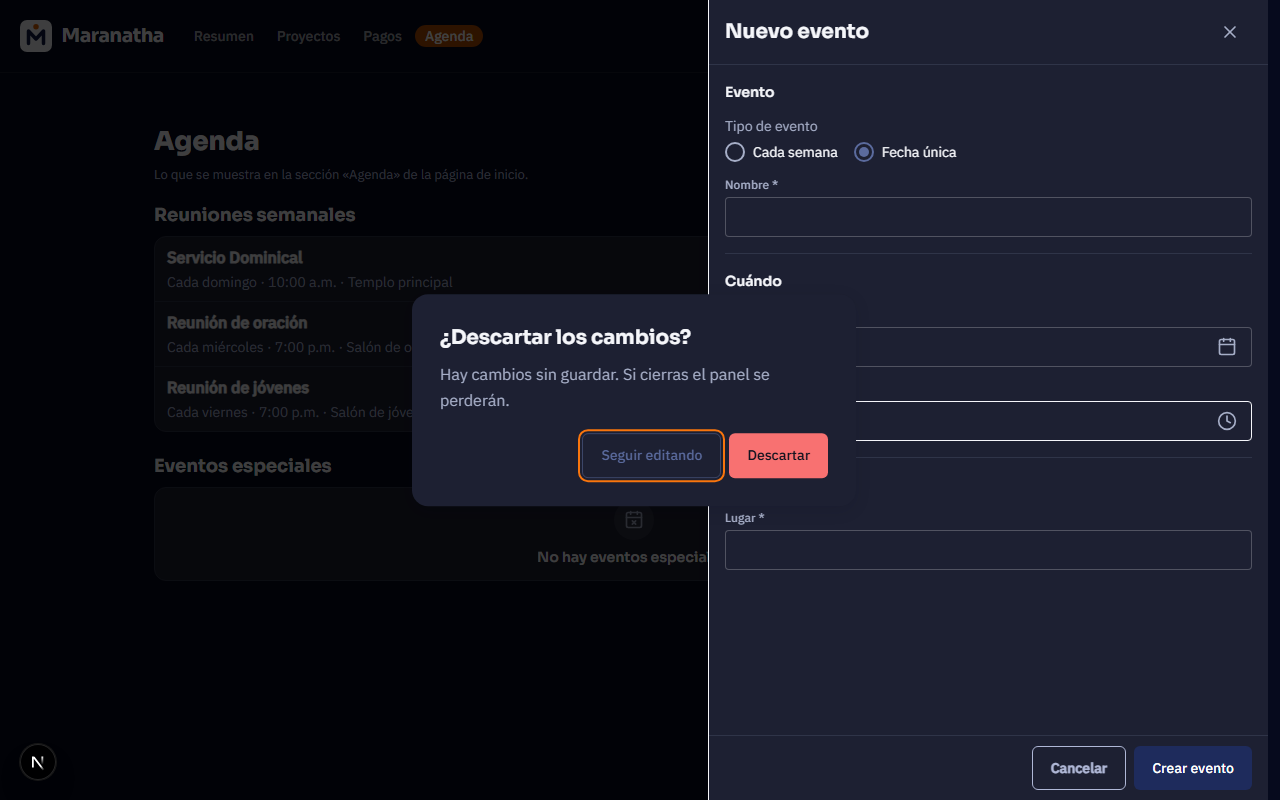 Maranatha
Resumen
Proyectos
Pagos
Agenda
Agenda
Lo que se muestra en la sección «Agenda» de la página de inicio.
Reuniones semanales
Servicio Dominical
Cada domingo · 10:00 a.m. · Templo principal
Reunión de oración
Cada miércoles · 7:00 p.m. · Salón de o
Reunión de jóvenes
Cada viernes · 7:00 p.m. · Salón de jóve
Eventos especiales
No hay eventos especial
Nuevo evento
Evento
Tipo de evento
Cada semana
Fecha única
Nombre *
Cuándo
¿Descartar los cambios?
Hay cambios sin guardar. Si cierras el panel se
perderán.
Seguir editando
Descartar
Lugar *
Cancelar
Crear evento
N